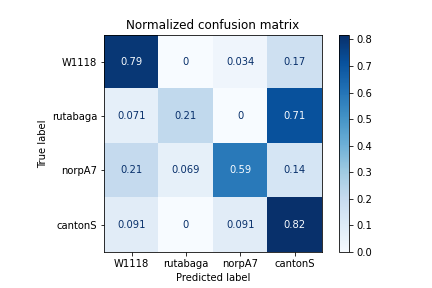 Normalized confusion matrix
True label
W1118 0.79 0 0.034 0.17
rutabaga 0.071 0.21 0 0.71
norpA7 0.21 0.069 0.59 0.14
cantonS 0.091 0 0.091 0.82
W1118 rutabaga norpA7 cantonS
Predicted label
0.8
0.7
0.6
0.5
0.4
0.3
0.2
0.1
0.0